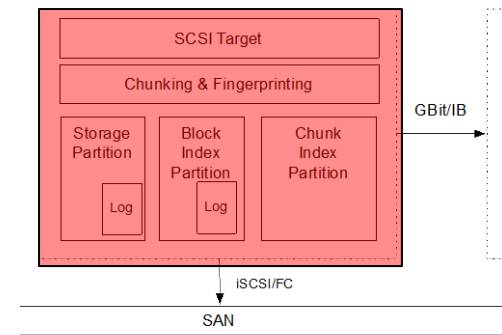 SCSI Target
Chunking & Fingerprinting
GBit/IB
Storage
Partition
Log
Block
Index
Partition
Log
Chunk
Index
Partition
iSCSI/FC
SAN